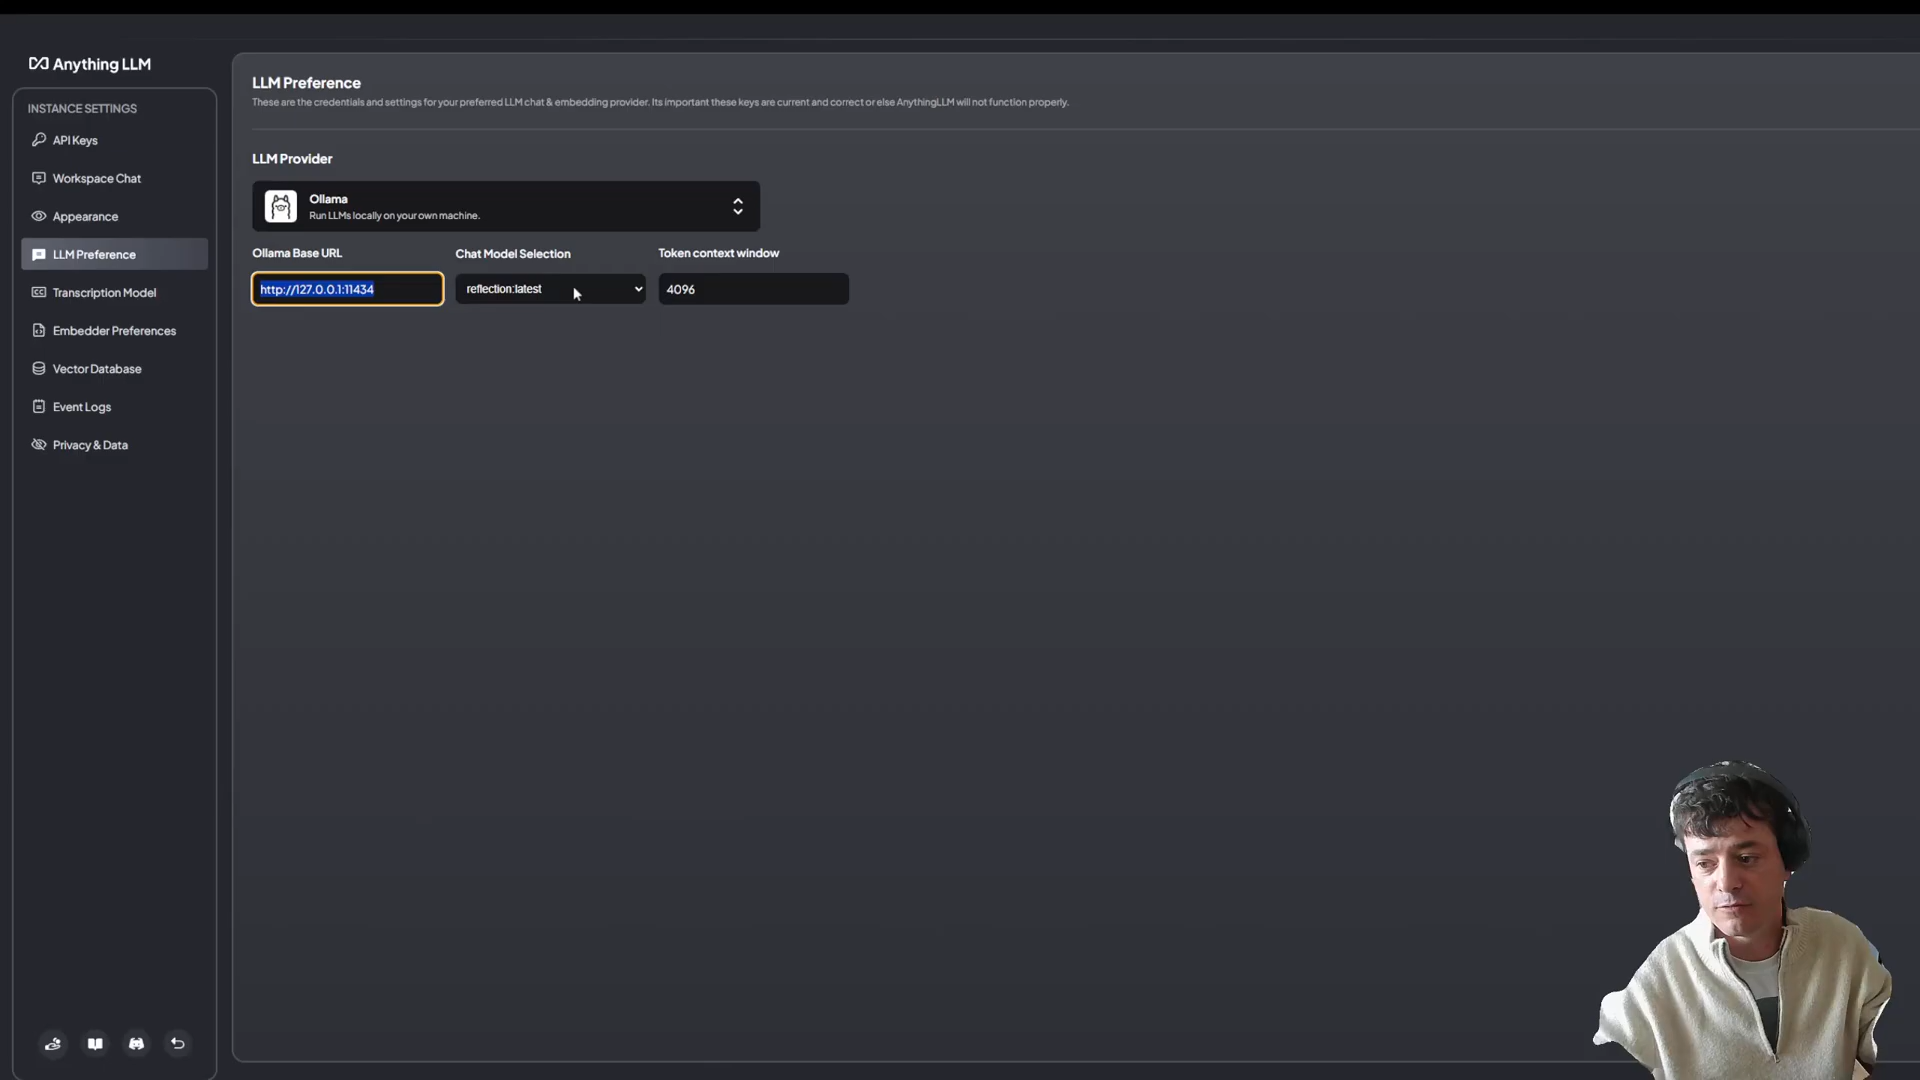 Anything LLM
INSTANCE SETTINGS
API Keys
Workspace Chat
Appearance
LLM Preference
Transcription Model
Embedder Preferences
Vector Database
Event Logs
Privacy & Data
LLM Preference
These are the credentials and settings for your preferred LLM chat & embedding provider. Its important these keys are current and correct or else AnythingLLM will not function properly.
LLM Provider
Ollama
Run LLMs locally on your own machine.
Ollama Base URL
Chat Model Selection
Token context window
http://127.0.0.1:11434
reflection:latest
4096